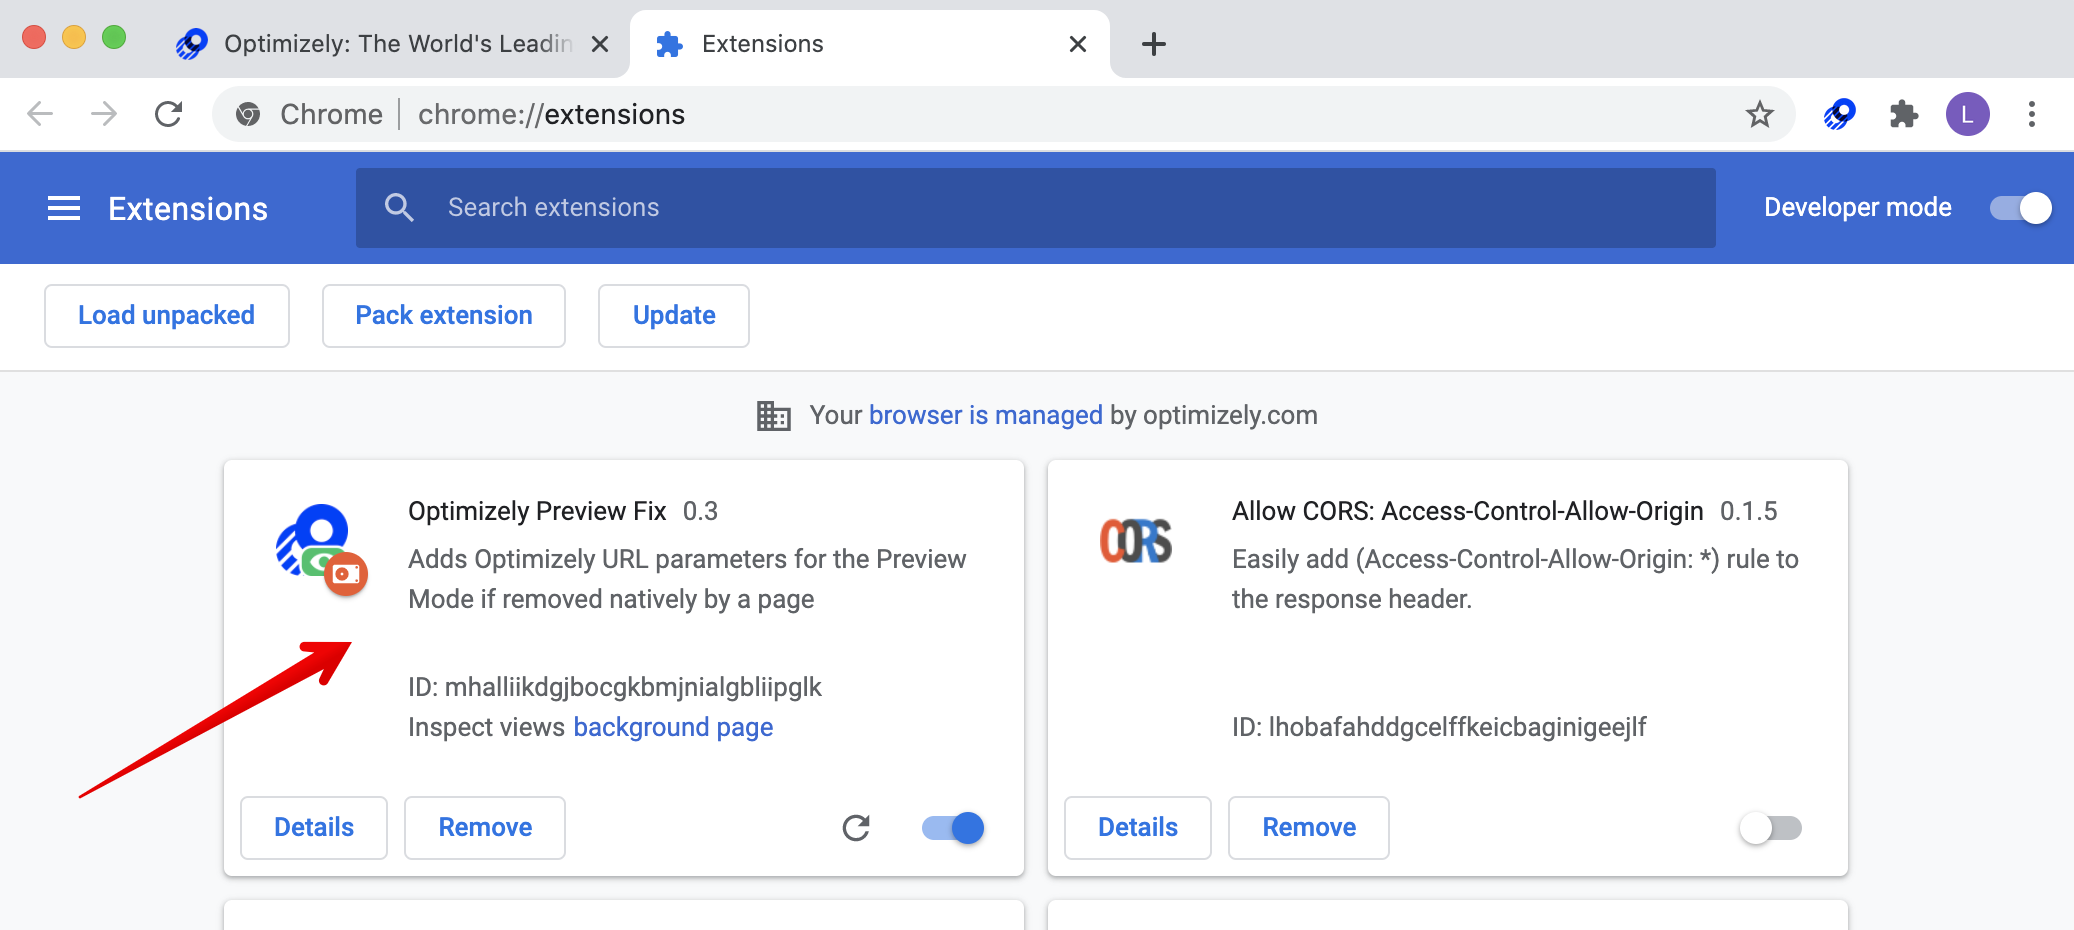 Optimizely: The World's Leadin
Extensions
Chrome | chrome://extensions
L
Extensions
Search extensions
Developer mode
Load unpacked
Pack extension
Update
Your browser is managed by optimizely.com
Optimizely Preview Fix 0.3
Adds Optimizely URL parameters for the Preview
Mode if removed natively by a page
ID: mhalliikdgjbocgkbmjnialgbliipglk
Inspect views background page
Details
Remove
CORS
Allow CORS: Access-Control-Allow-Origin 0.1.5
Easily add (Access-Control-Allow-Origin: *) rule to
the response header.
ID: lhobafahddgcelffkeicbaginigeejlf
Details
Remove